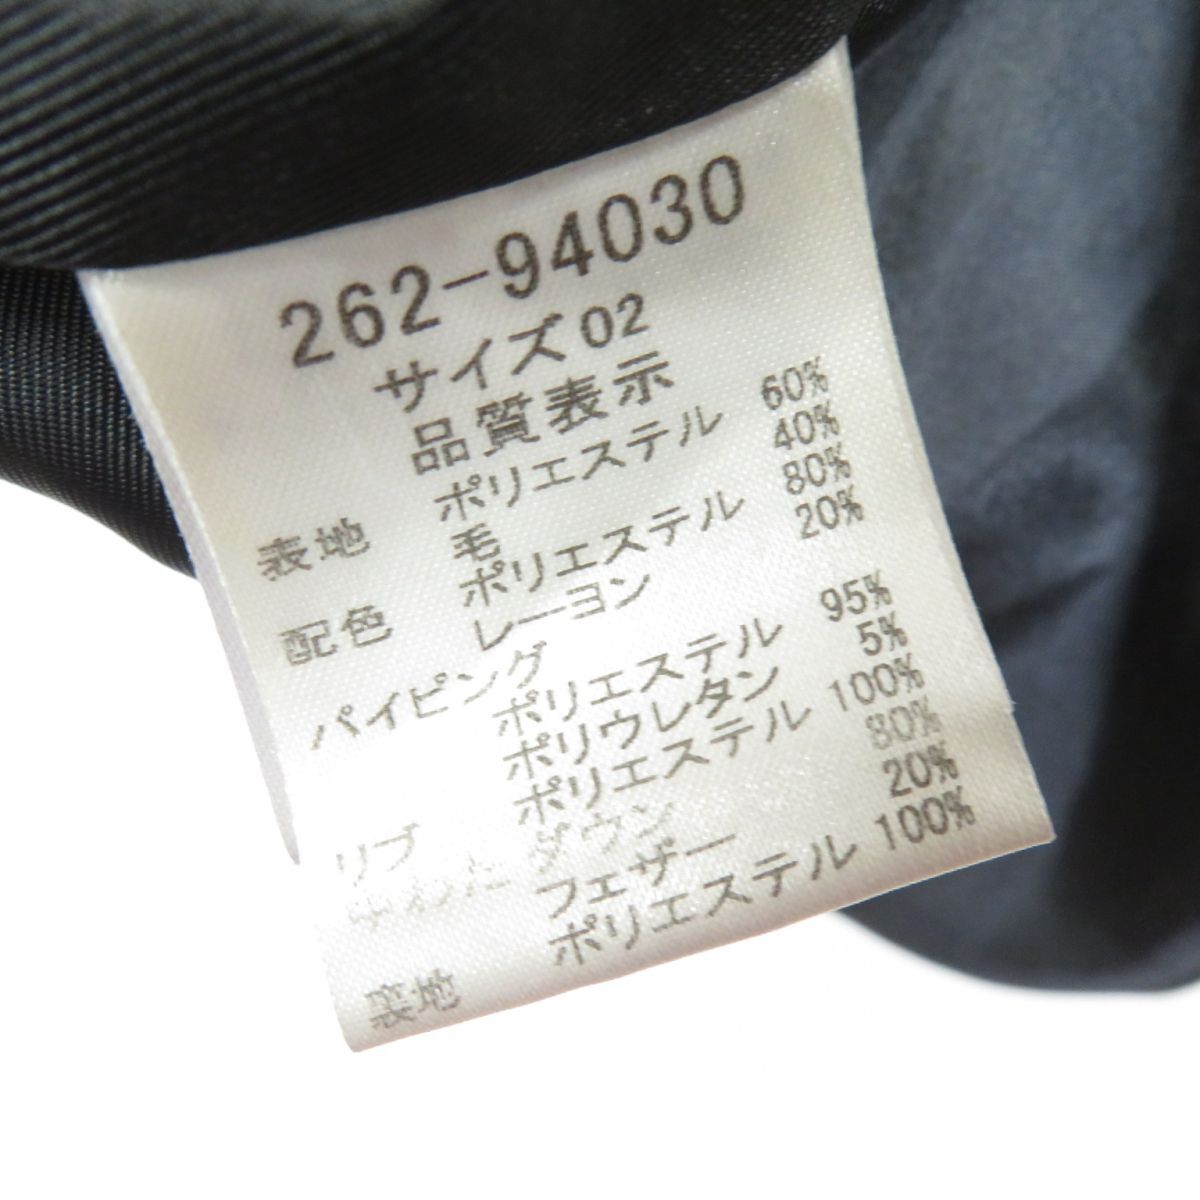 262-94030
サイズ02
品質表示
表地 ポリエステル 60%
毛 40%
配色 ポリエステル 80%
レーヨン 20%
パイピング
ポリエステル 95%
ポリウレタン 5%
リブ ポリエステル 100%
中わた ダウン 80%
フェザー 20%
裏地 ポリエステル 100%